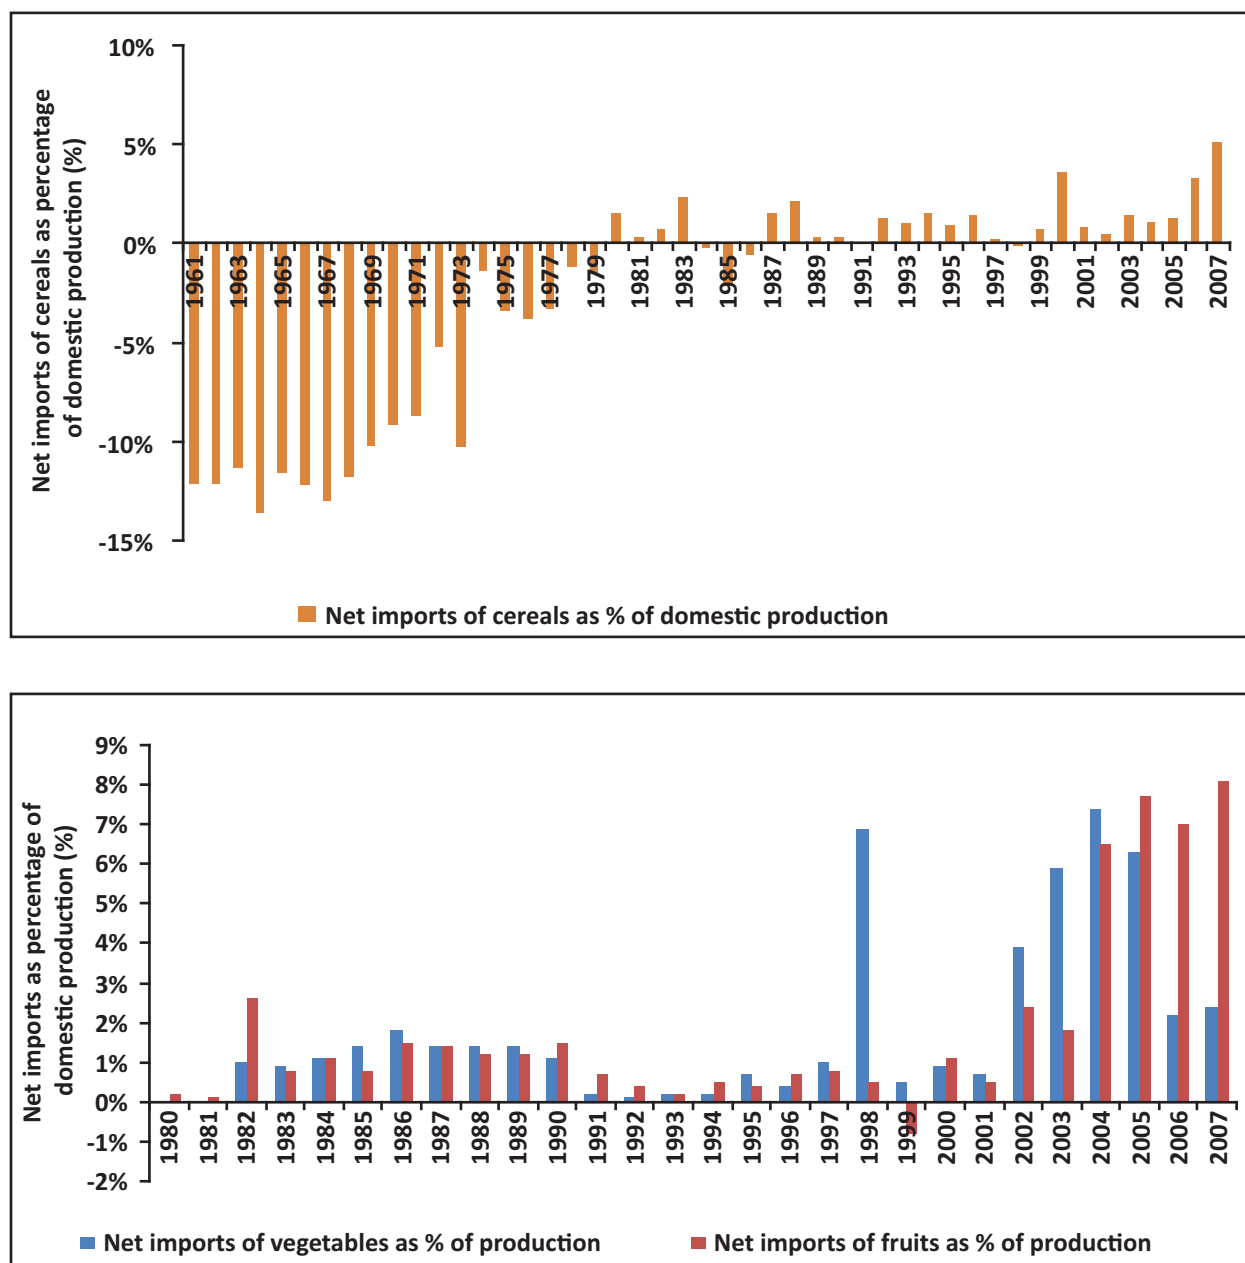 Net imports of cereals as percentage
of domestic production (%)
10%
5%
0%
-5%
-10%
-15%
1961 1963 1965 1967 1969 1971 1973 1975 1977 1979 1981 1983 1985 1987 1989 1991 1993 1995 1997 1999 2001 2003 2005 2007
Net imports of cereals as % of domestic production
Net imports as percentage of
domestic production (%)
9%
8%
7%
6%
5%
4%
3%
2%
1%
0%
-1%
-2%
1980 1981 1982 1983 1984 1985 1986 1987 1988 1989 1990 1991 1992 1993 1994 1995 1996 1997 1998 1999 2000 2001 2002 2003 2004 2005 2006 2007
Net imports of vegetables as % of production Net imports of fruits as % of production